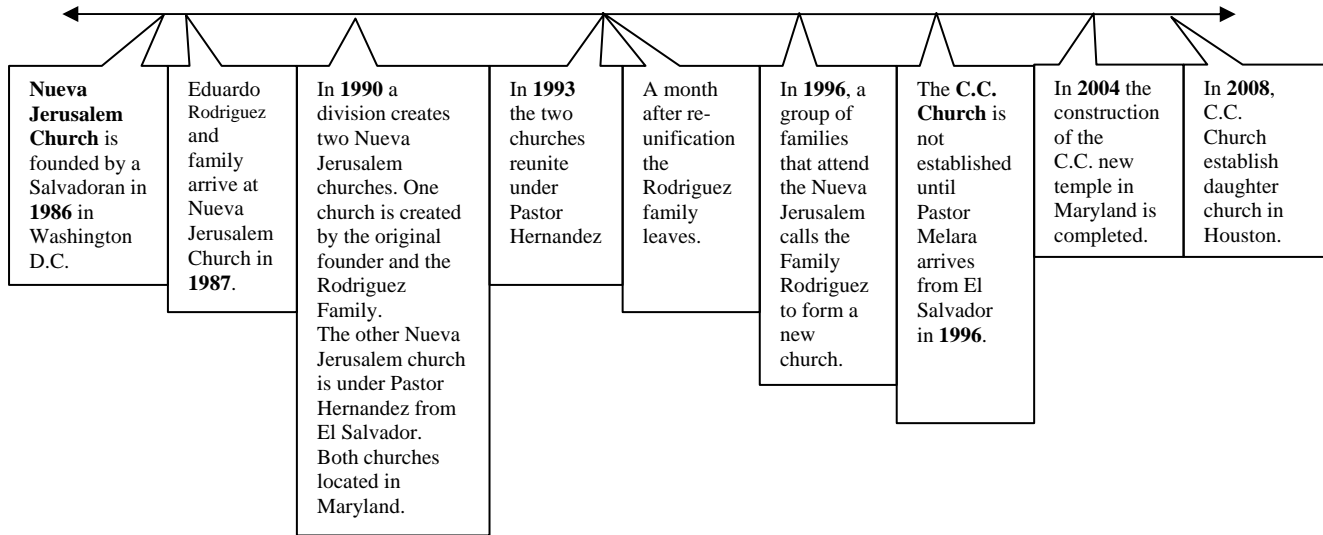 Nueva
Jerusalem
Church is
founded by a
Salvadoran in
1986 in
Washington
D.C.
Eduardo
Rodriguez
and
family
arrive at
Nueva
Jerusalem
Church in
1987.
In 1990 a
division creates
two Nueva
Jerusalem
churches. One
church is created
by the original
founder and the
Rodriguez
Family.
The other Nueva
Jerusalem church
is under Pastor
Hernandez from
El Salvador.
Both churches
located in
Maryland.
In 1993
the two
churches
reunite
under
Pastor
Hernandez
A month
after re-
unification
the
Rodriguez
family
leaves.
In 1996, a
group of
families
that attend
the Nueva
Jerusalem
calls the
Family
Rodriguez
to form a
new
church.
The C.C.
Church is
not
established
until
Pastor
Melara
arrives
from El
Salvador
in 1996.
In 2004 the
construction
of the
C.C. new
temple in
Maryland is
completed.
In 2008,
C.C.
Church
establish
daughter
church in
Houston.